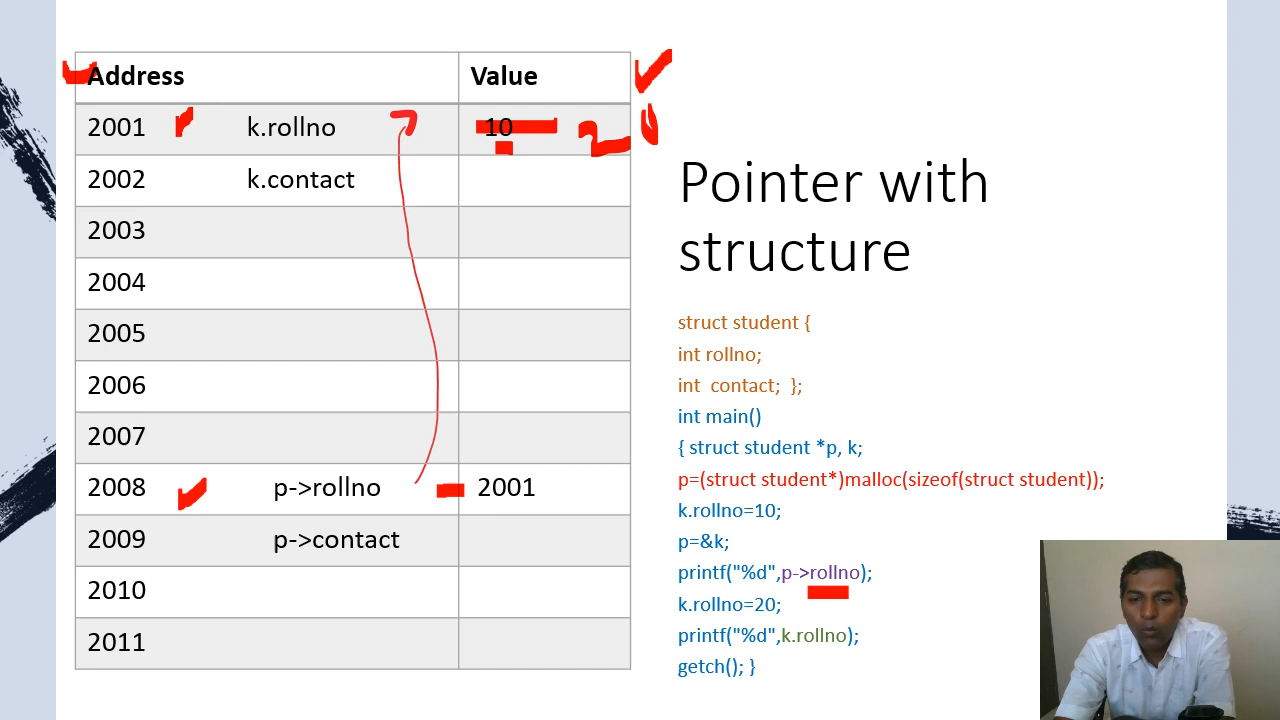 Address Value
2001 k.rollno 10 20
2002 k.contact
2003
2004
2005
2006
2007
2008 p->rollno 2001
2009 p->contact
2010
2011
Pointer with
structure
struct student {
int rollno;
int contact; };
int main()
{ struct student *p, k;
p=(struct student*)malloc(sizeof(struct student));
k.rollno=10;
p=&k;
printf("%d",p->rollno);
k.rollno=20;
printf("%d",k.rollno);
getch(); }